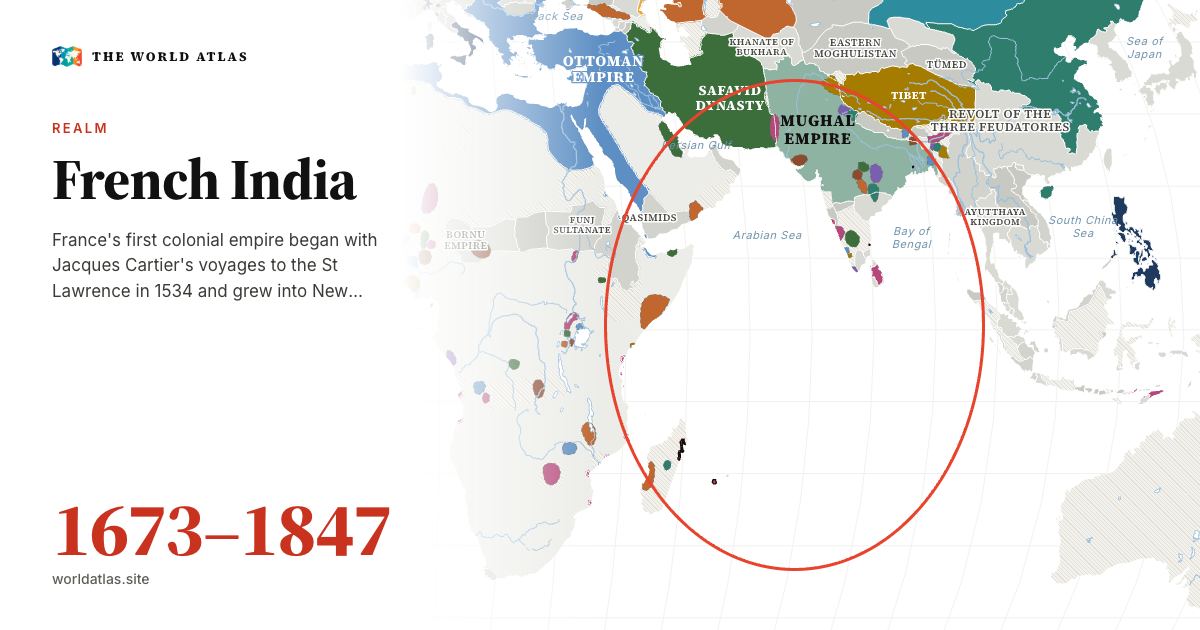 THE WORLD ATLAS
REALM
French India
France's first colonial empire began with
Jacques Cartier's voyages to the St
Lawrence in 1534 and grew into New...
1673–1847
worldatlas.site
ack Sea
Sea of
Japan
KHANATE OF
BUKHARA
EASTERN
MOGHULISTAN
TÜMED
OTTOMAN
EMPIRE
SAFAVID
DYNASTY
TIBET
MUGHAL
EMPIRE
REVOLT OF THE
THREE FEUDATORIES
Persian Gulf
BORNU
EMPIRE
FUNJ
SULTANATE
QASIMIDS
Arabian Sea
Bay of
Bengal
AYUTTHAYA
KINGDOM
South China
Sea